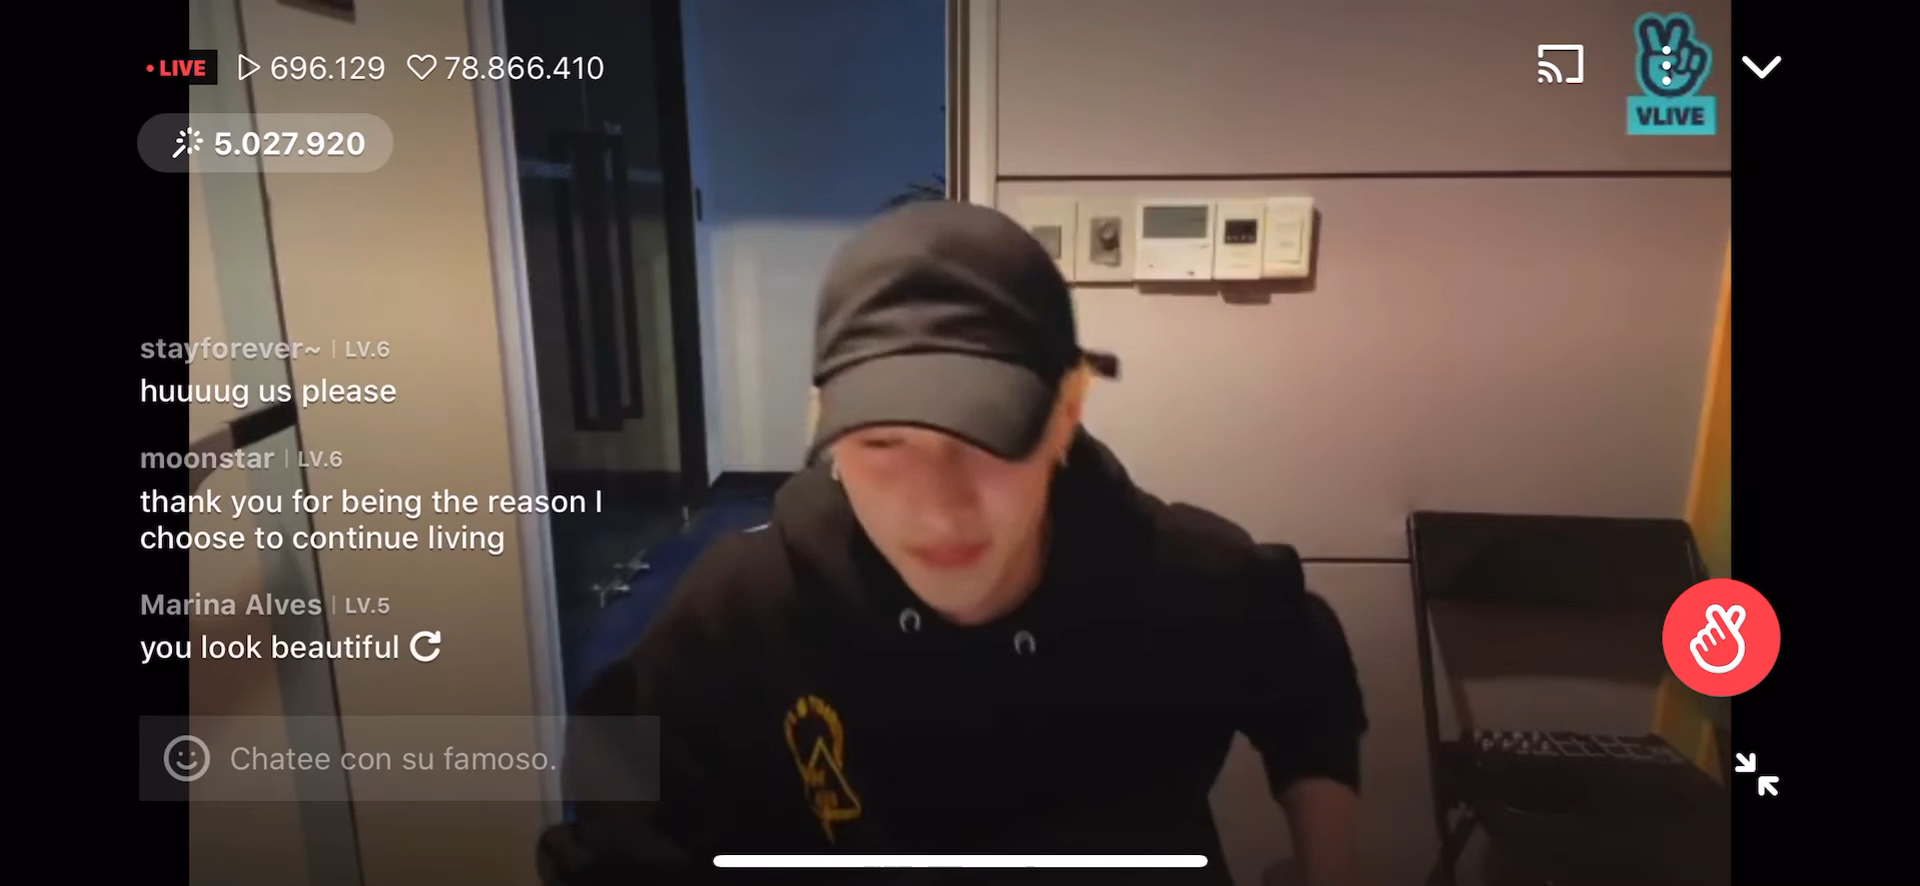 LIVE 696.129 78.866.410
VLIVE
5.027.920
stayforever~ | LV.6
huuuug us please
moonstar | LV.6
thank you for being the reason I
choose to continue living
Marina Alves | LV.5
you look beautiful
Chatee con su famoso.